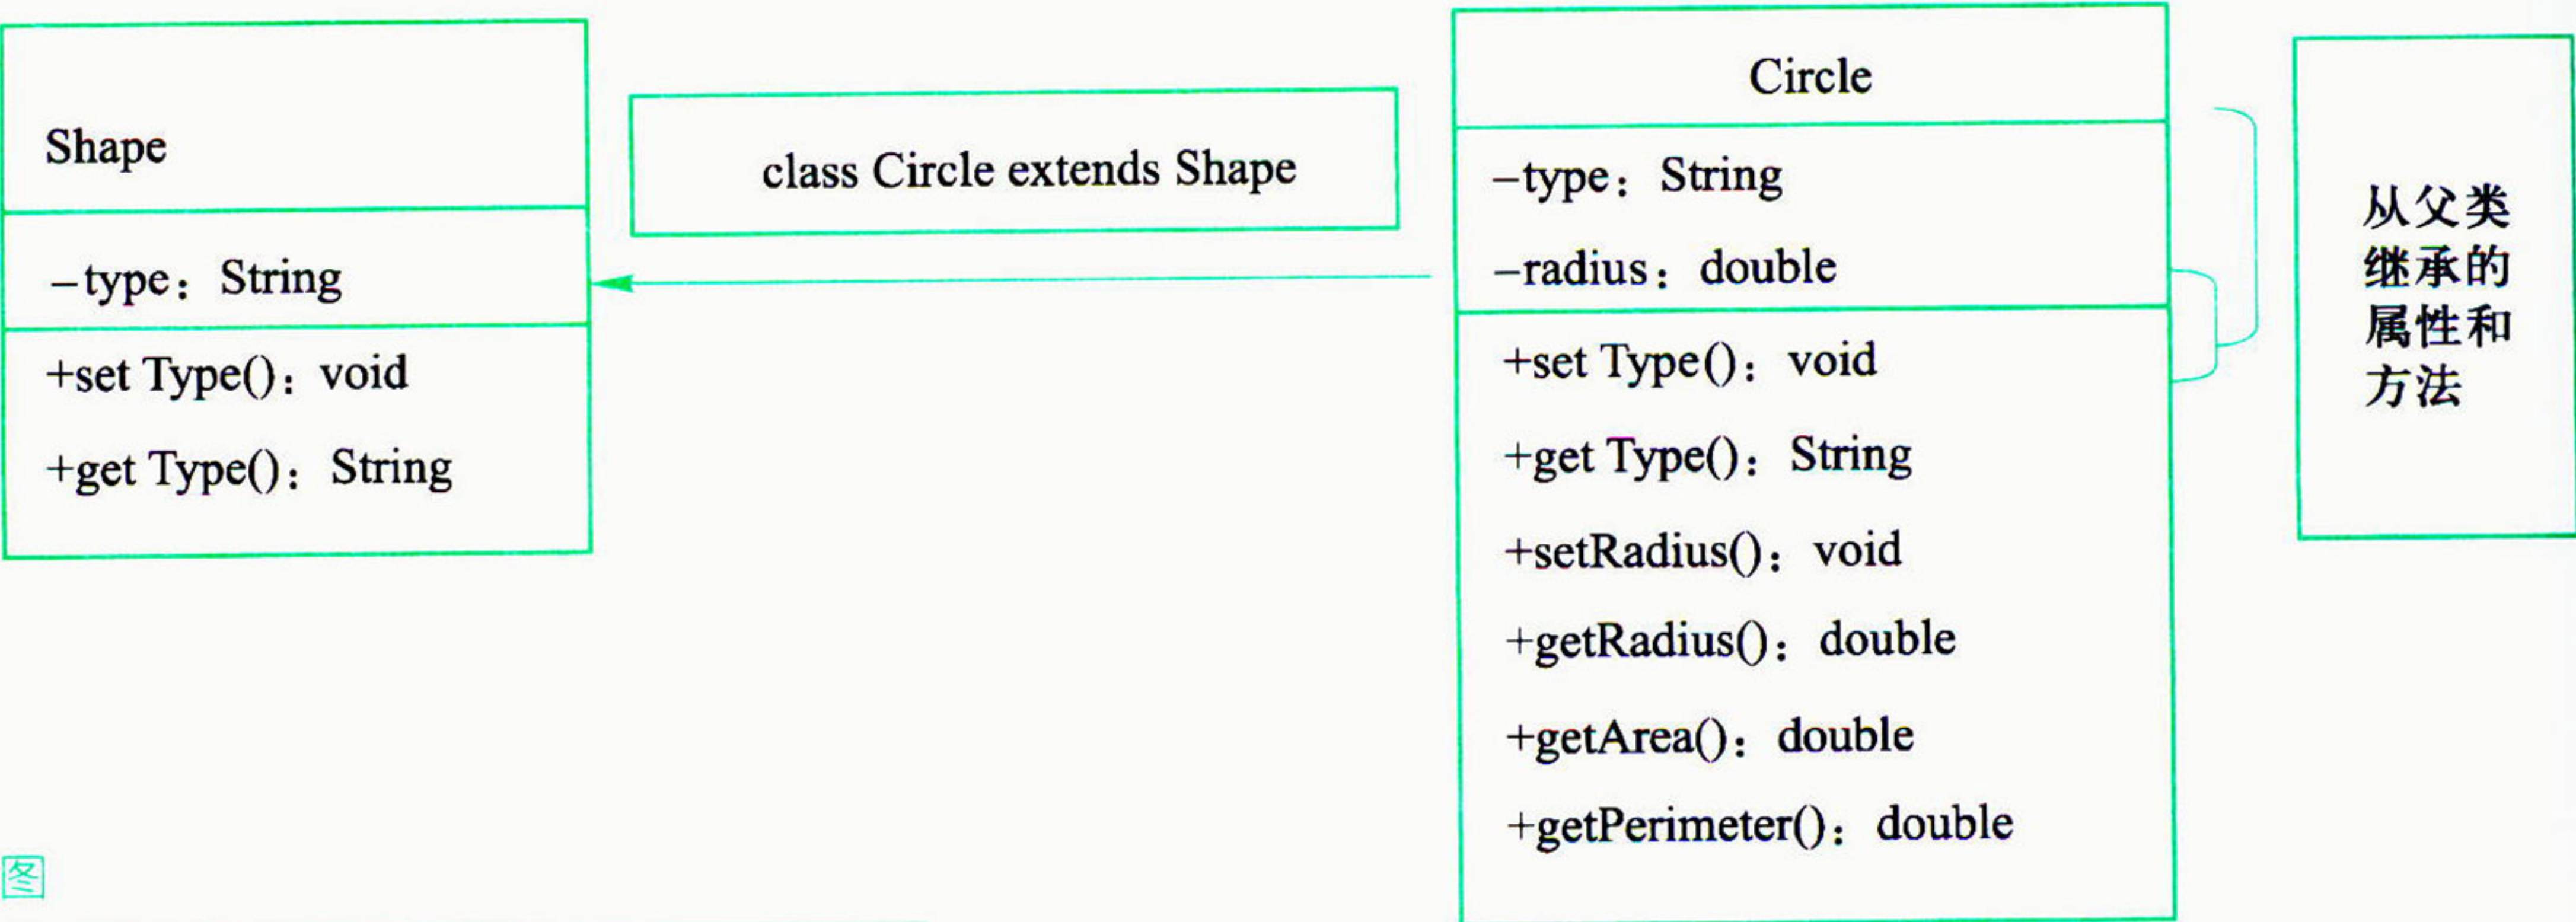 Shape
–type：String
+set Type()：void
+get Type()：String
class Circle extends Shape
Circle
–type：String
–radius：double
+set Type()：void
+get Type()：String
+setRadius()：void
+getRadius()：double
+getArea()：double
+getPerimeter()：double
从父类
继承的
属性和
方法
图